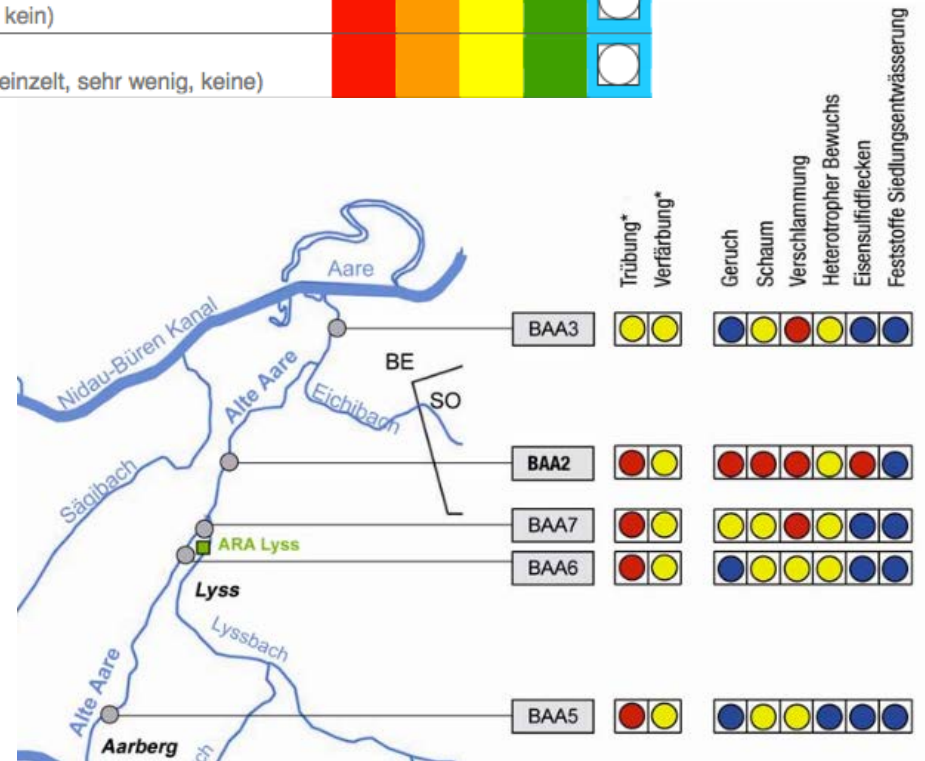 kein)
einzelt, sehr wenig, keine)
Trübung*
Verfärbung*
Geruch
Schaum
Verschlammung
Heterotropher Bewuchs
Eisensulfidflecken
Feststoffe Siedlungsentwässerung
Aare
Nidau-Büren Kanal
BAA3
BE
SO
Alte Aare
Eichibach
BAA2
Sägibach
BAA7
ARA Lyss
BAA6
Lyss
Lyssbach
Alte Aare
BAA5
Aarberg
ch